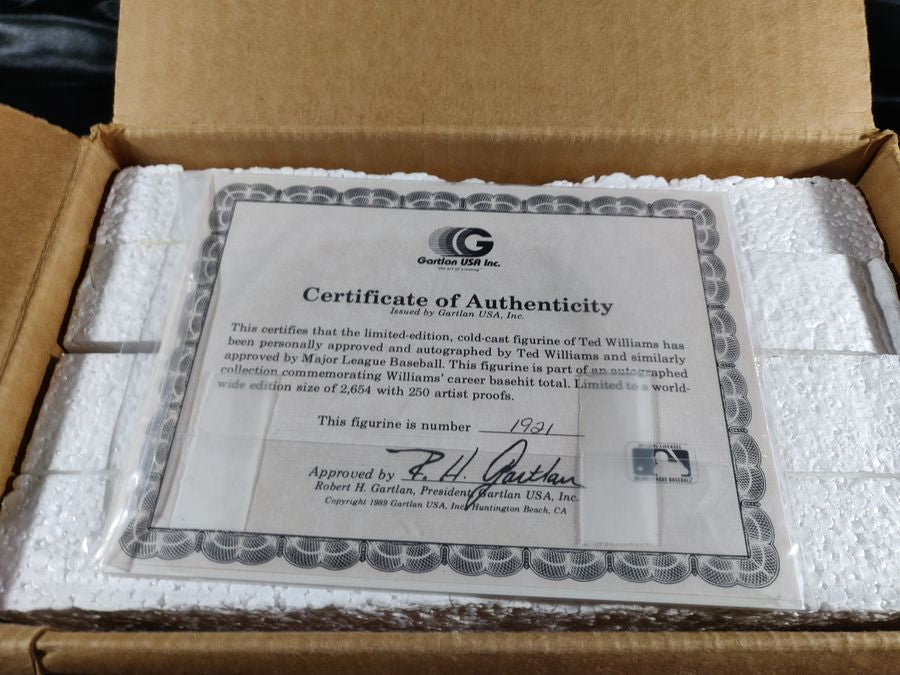 G
Gartlan USA Inc.
"the art of winning"
Certificate of Authenticity
Issued by Gartlan USA, Inc.
This certifies that the limited-edition, cold-cast figurine of Ted Williams has
been personally approved and autographed by Ted Williams and similarly
approved by Major League Baseball. This figurine is part of an autographed
collection commemorating Williams' career basehit total. Limited to a world-
wide edition size of 2,654 with 250 artist proofs.
This figurine is number 1921
Approved by R. H. Gartlan
Robert H. Gartlan, President, Gartlan USA, Inc.
Copyright 1989 Gartlan USA, Inc. Huntington Beach, CA